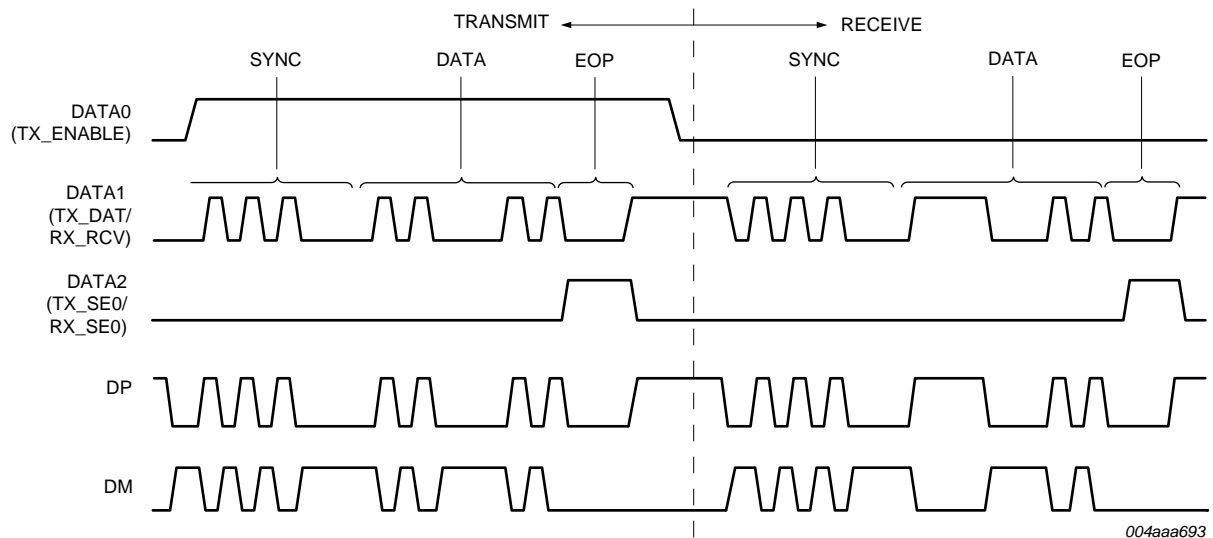 TRANSMIT RECEIVE
SYNC DATA EOP SYNC DATA EOP
DATA0
(TX_ENABLE)
DATA1
(TX_DAT/
RX_RCV)
DATA2
(TX_SE0/
RX_SE0)
DP
DM
004aaa693